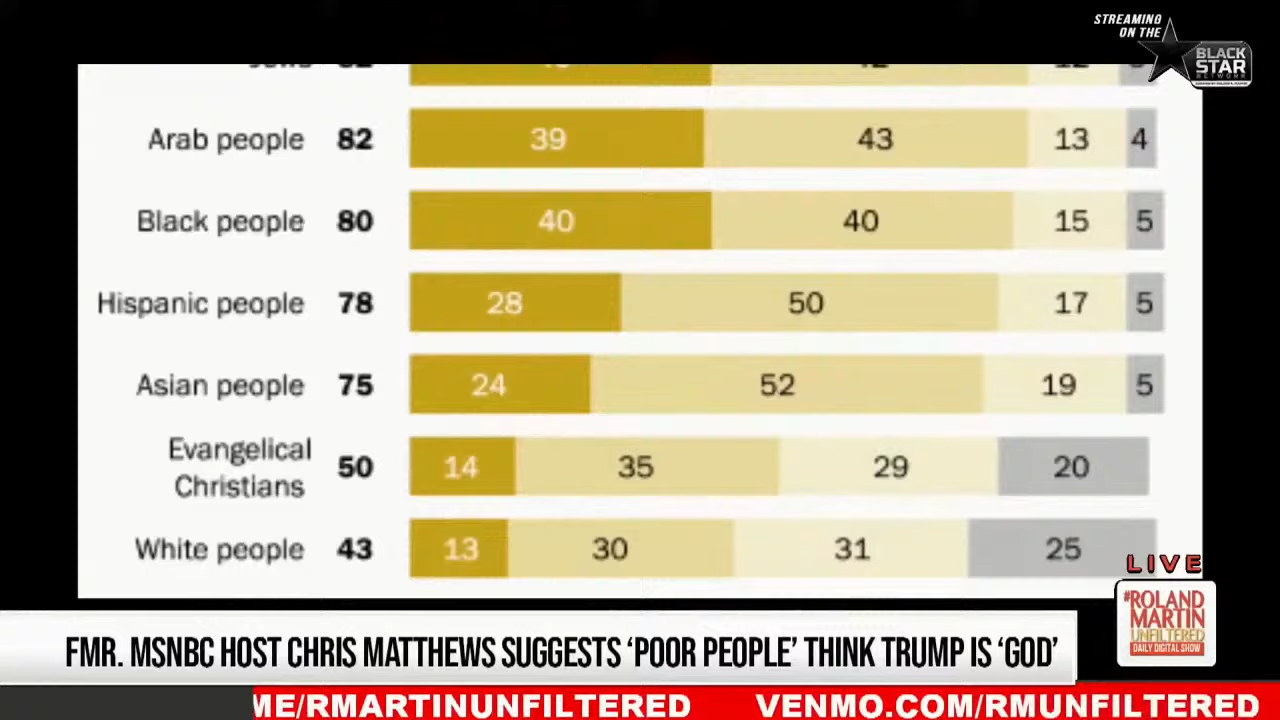 STREAMING
ON THE
BLACK
STAR
NETWORK
Arab people 82 39 43 13 4
Black people 80 40 40 15 5
Hispanic people 78 28 50 17 5
Asian people 75 24 52 19 5
Evangelical
Christians 50 14 35 29 20
White people 43 13 30 31 25
LIVE
#ROLAND
MARTIN
UNFILTERED
DAILY DIGITAL SHOW
FMR. MSNBC HOST CHRIS MATTHEWS SUGGESTS ‘POOR PEOPLE’ THINK TRUMP IS ‘GOD’
ME/RMARTINUNFILTERED VENMO.COM/RMUNFILTERED